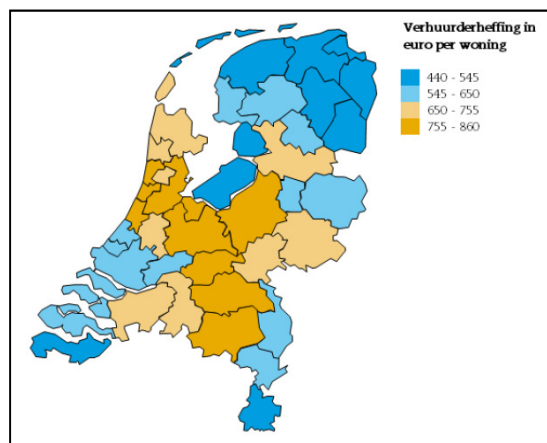 Verhuurderheffing in
euro per woning
440 - 545
545 - 650
650 - 755
755 - 860